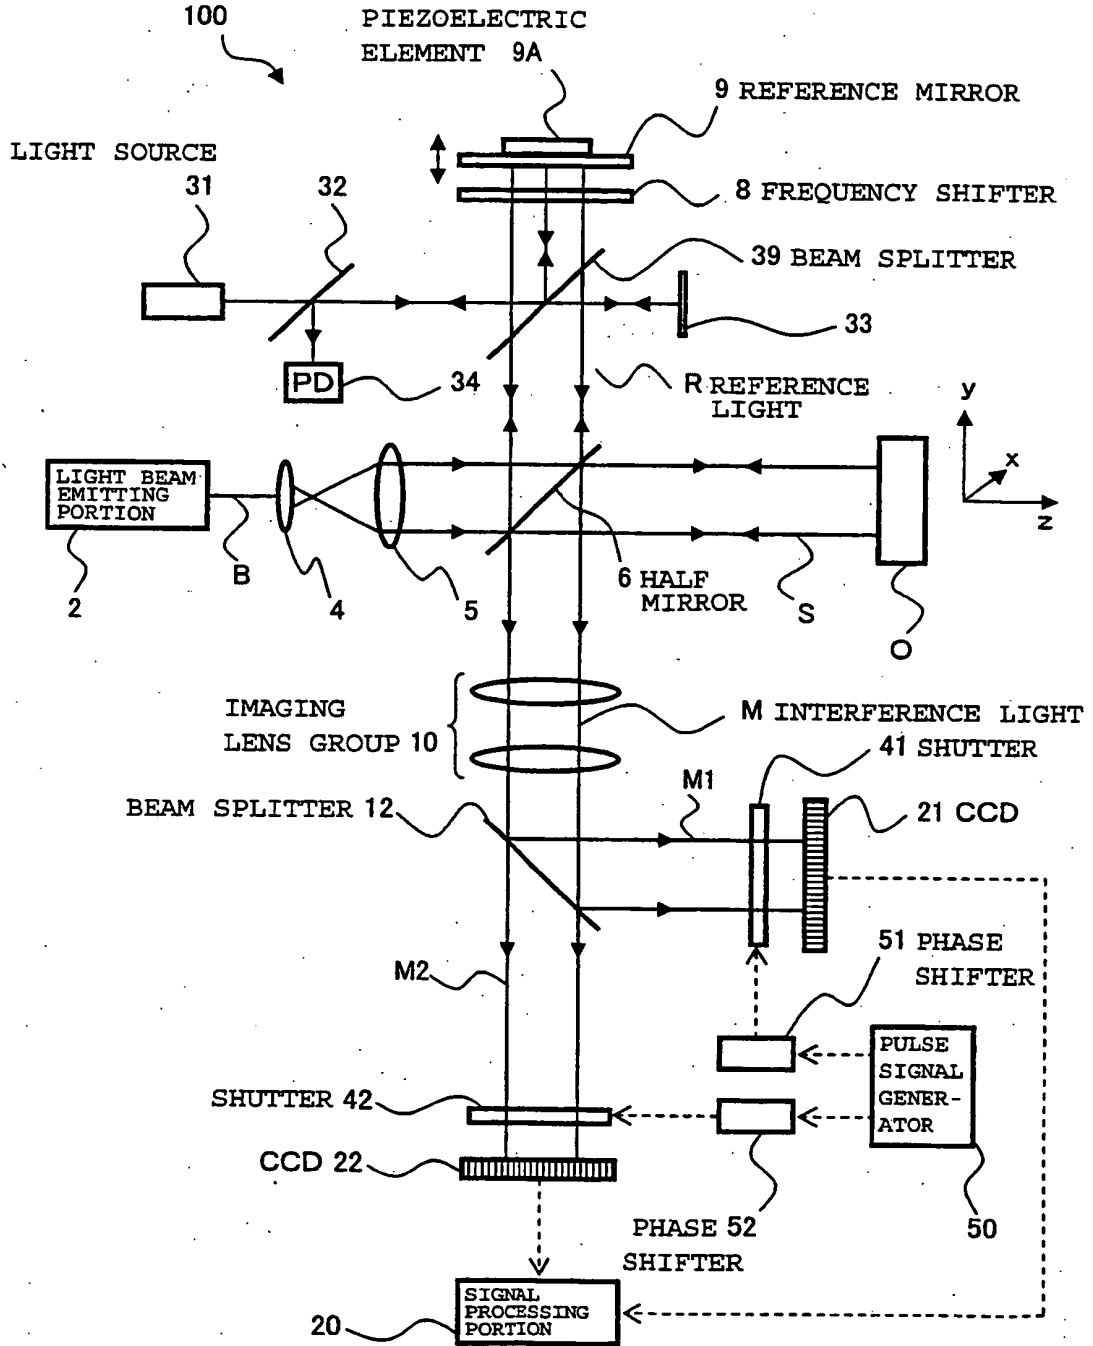 100
PIEZOELECTRIC
ELEMENT 9A
9 REFERENCE MIRROR
LIGHT SOURCE
31
32
8 FREQUENCY SHIFTER
39 BEAM SPLITTER
33
PD
34
R REFERENCE
LIGHT
y
x
z
LIGHT BEAM
EMITTING
PORTION
2
B
4
5
6 HALF
MIRROR
S
O
IMAGING
LENS GROUP 10
M INTERFERENCE LIGHT
41 SHUTTER
BEAM SPLITTER 12
M1
21 CCD
M2
51 PHASE
SHIFTER
PULSE
SIGNAL
GENER-
ATOR
SHUTTER 42
CCD 22
PHASE 52
SHIFTER
50
SIGNAL
PROCESSING
PORTION
20